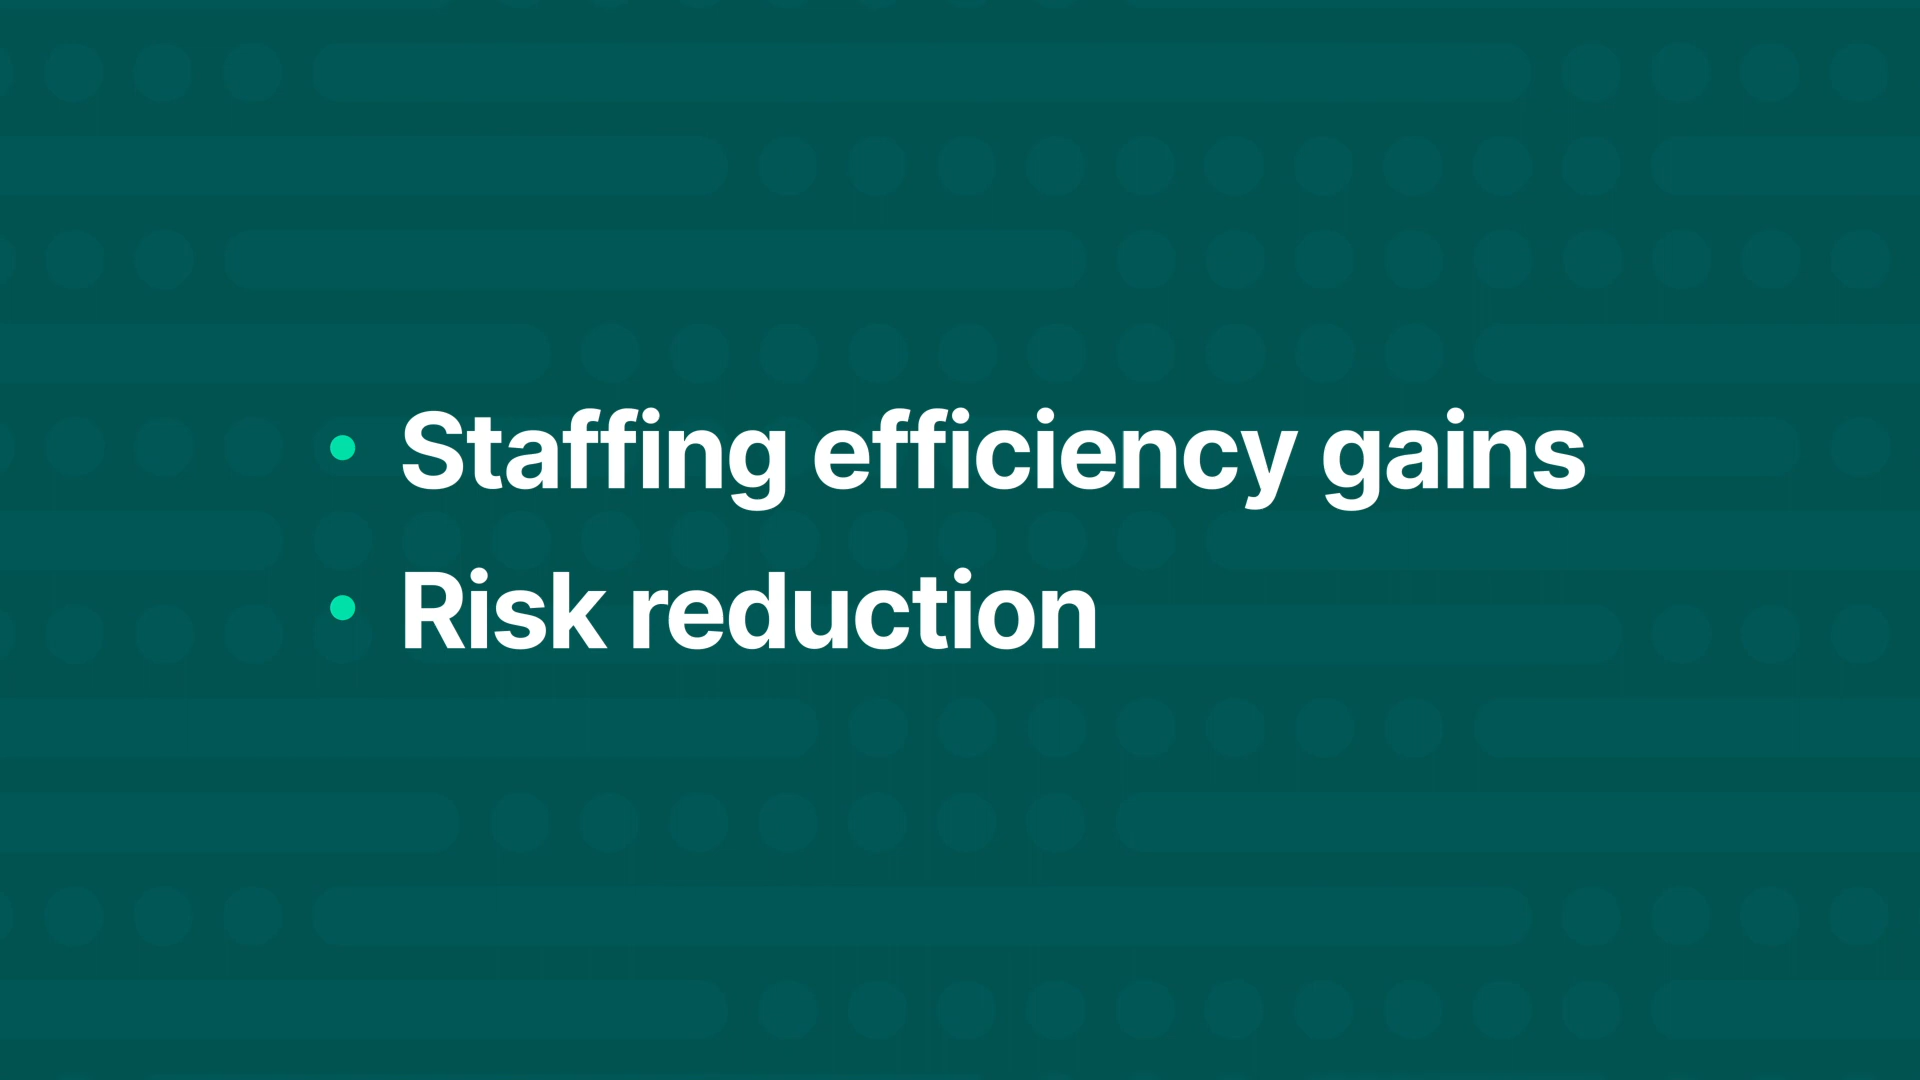 • Staffing efficiency gains
• Risk reduction